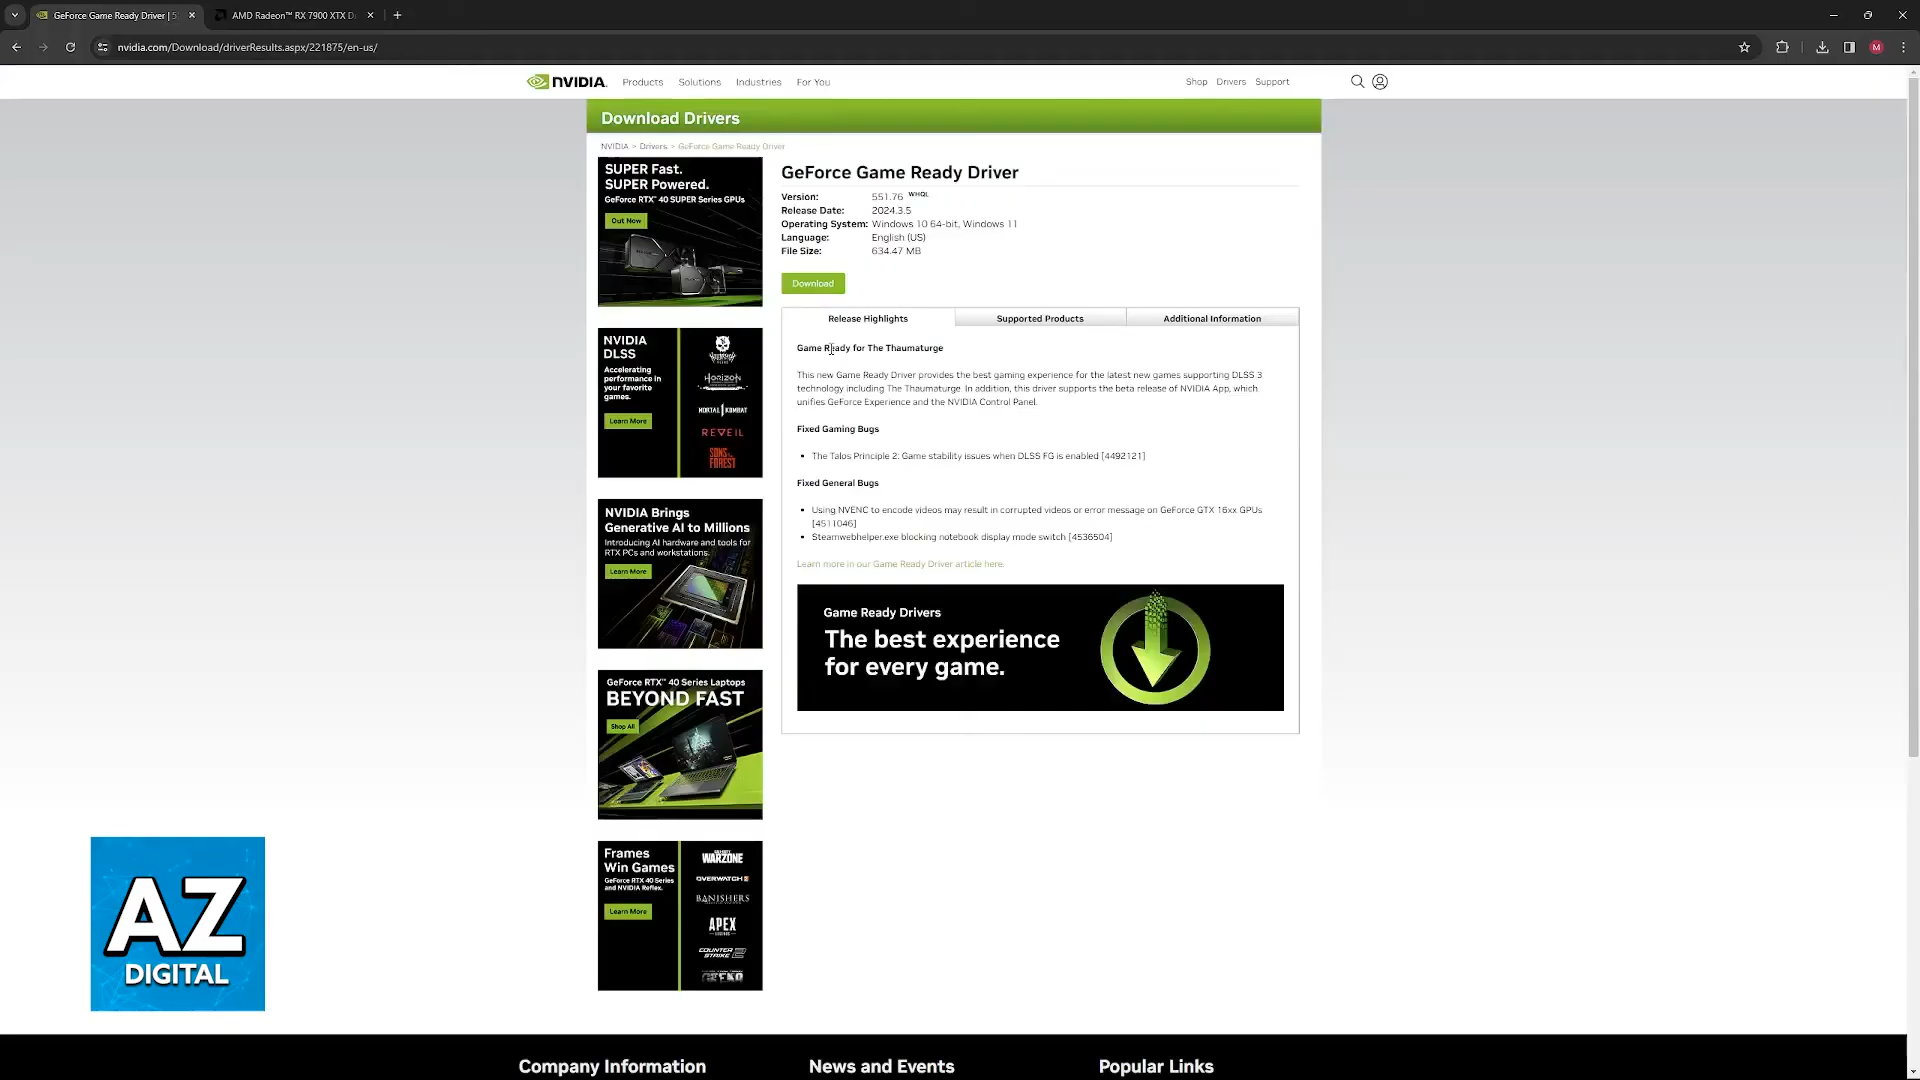 GeForce Game Ready Driver | 5
AMD Radeon™ RX 7900 XTX D
nvidia.com/Download/driverResults.aspx/221875/en-us/
M
NVIDIA.
Products
Solutions
Industries
For You
Shop
Drivers
Support
Download Drivers
NVIDIA > Drivers > GeForce Game Ready Driver
SUPER Fast.
SUPER Powered.
GeForce RTX™ 40 SUPER Series GPUs
Out Now
NVIDIA
DLSS
Accelerating
performance in
your favorite
games.
Learn More
HORIZON
MORTAL KOMBAT
REVEIL
SONS
FOREST
NVIDIA Brings
Generative AI to Millions
Introducing AI hardware and tools for
RTX PCs and workstations.
Learn More
GeForce RTX™ 40 Series Laptops
BEYOND FAST
Shop All
Frames
Win Games
GeForce RTX 40 Series
and NVIDIA Reflex.
Learn More
WARZONE
OVERWATCH 2
BANISHERS
APEX
LEGENDS
COUNTER
STRIKE 2
GeForce Game Ready Driver
Version: 551.76 WHQL
Release Date: 2024.3.5
Operating System: Windows 10 64-bit, Windows 11
Language: English (US)
File Size: 634.47 MB
Download
Release Highlights
Supported Products
Additional Information
Game Ready for The Thaumaturge
This new Game Ready Driver provides the best gaming experience for the latest new games supporting DLSS 3
technology including The Thaumaturge. In addition, this driver supports the beta release of NVIDIA App, which
unifies GeForce Experience and the NVIDIA Control Panel.
Fixed Gaming Bugs
• The Talos Principle 2: Game stability issues when DLSS FG is enabled [4492121]
Fixed General Bugs
• Using NVENC to encode videos may result in corrupted videos or error message on GeForce GTX 16xx GPUs
[4511046]
• Steamwebhelper.exe blocking notebook display mode switch [4536504]
Learn more in our Game Ready Driver article here.
Game Ready Drivers
The best experience
for every game.
AZ
DIGITAL
Company Information
News and Events
Popular Links